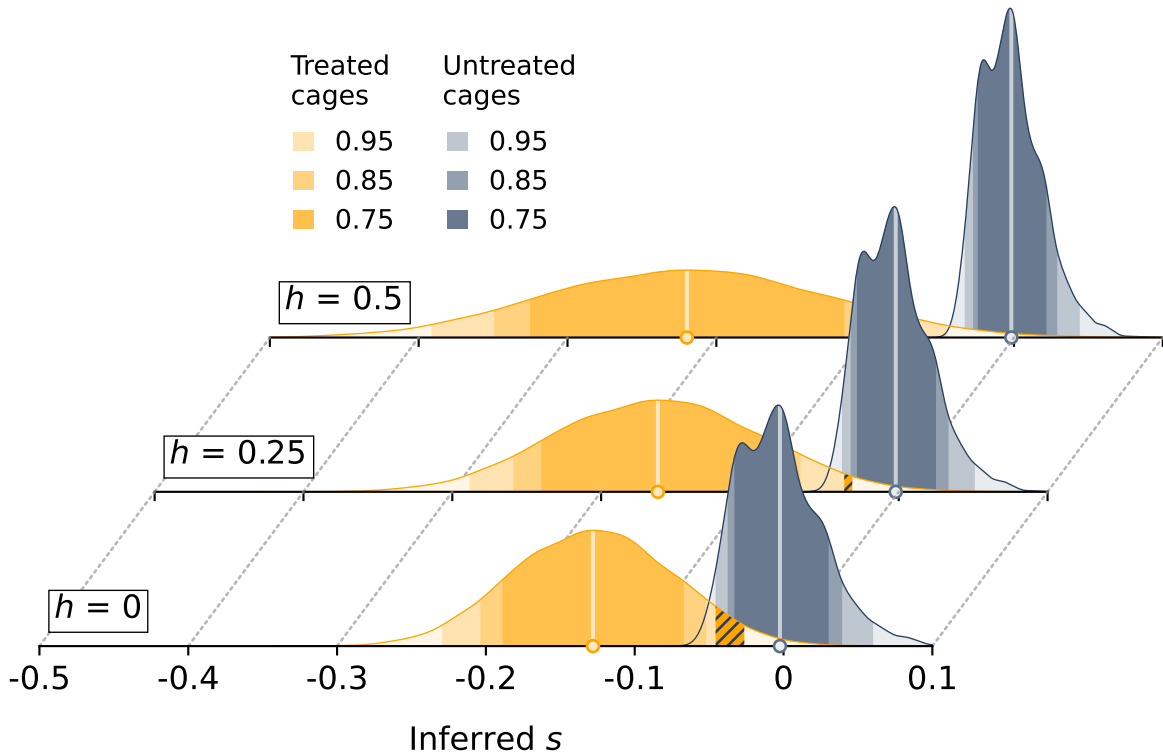 Treated Untreated
cages cages
0.95 0.95
0.85 0.85
0.75 0.75
h = 0.5
h = 0.25
h = 0
-0.5 -0.4 -0.3 -0.2 -0.1 0 0.1
Inferred s